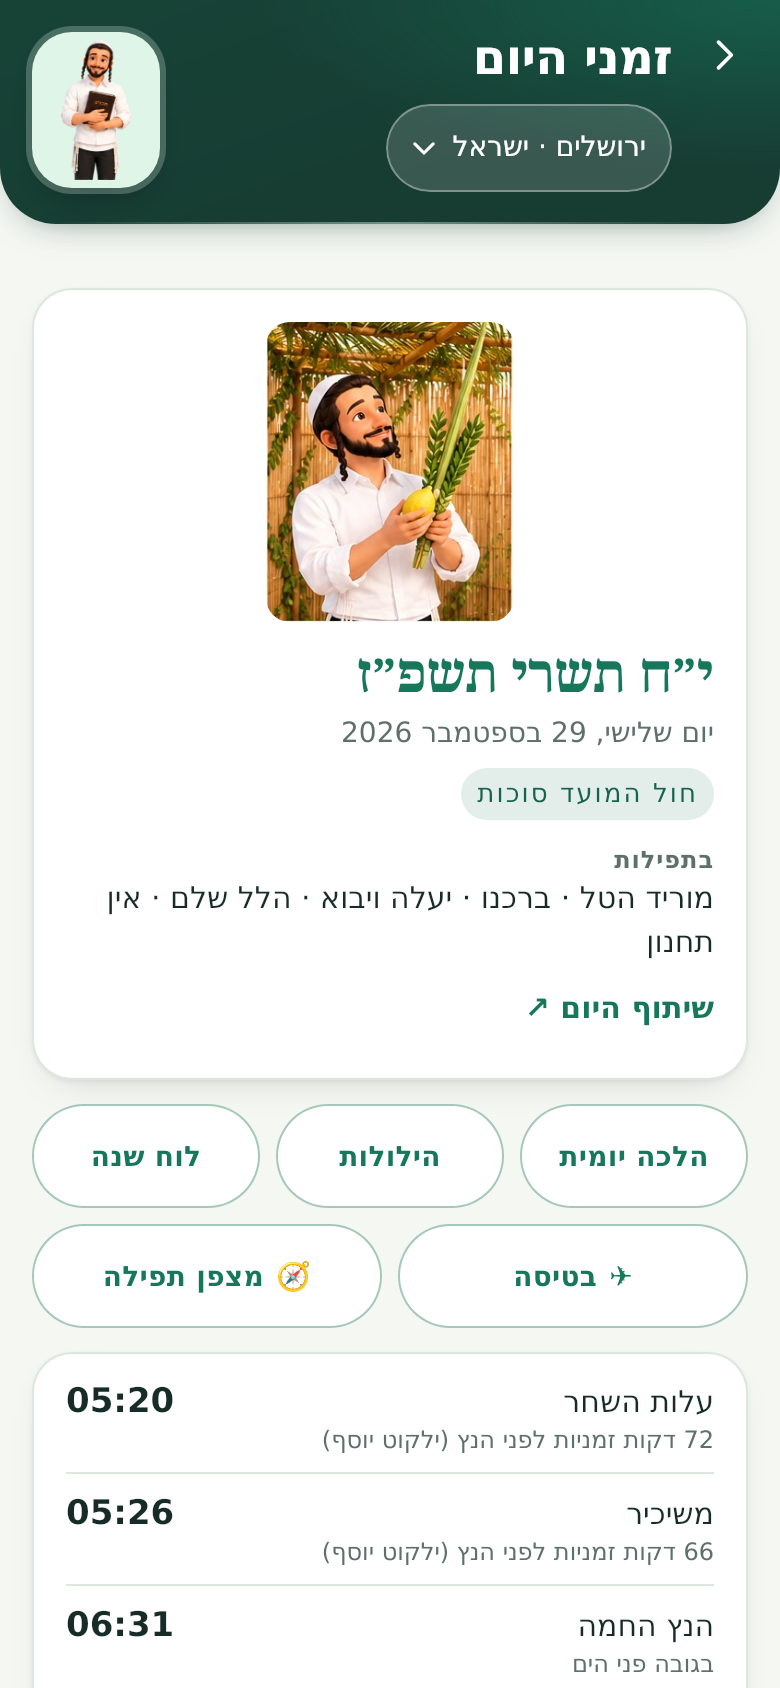 זמני היום
ירושלים · ישראל
י״ח תשרי תשפ״ז
יום שלישי, 29 בספטמבר 2026
חול המועד סוכות
בתפילות
מוריד הטל · ברכנו · יעלה ויבוא · הלל שלם · אין
תחנון
שיתוף היום ↗
הלכה יומית
הילולות
לוח שנה
✈ בטיסה
🧭 מצפן תפילה
עלות השחר 05:20
72 דקות זמניות לפני הנץ (ילקוט יוסף)
משיכיר 05:26
66 דקות זמניות לפני הנץ (ילקוט יוסף)
הנץ החמה 06:31
בגובה פני הים